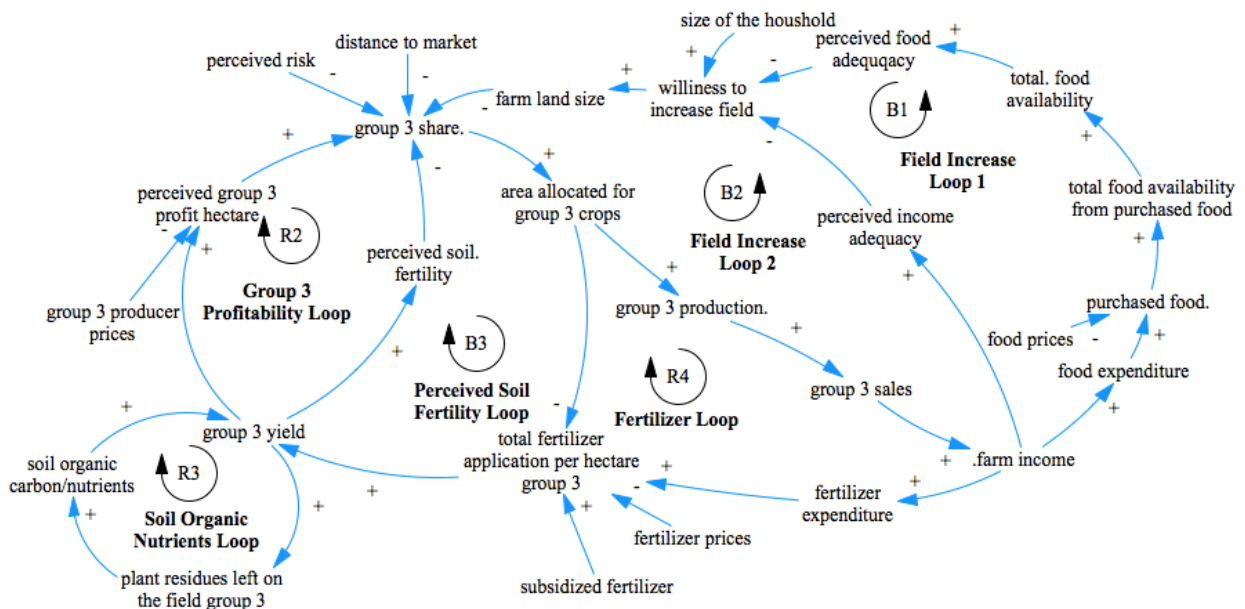 size of the houshold
distance to market
perceived risk
perceived food
adequqacy
total. food
availability
williness to
increase field
farm land size
group 3 share.
B1
Field Increase
Loop 1
perceived group 3
profit hectare
R2
area allocated for
group 3 crops
B2
Field Increase
Loop 2
perceived income
adequacy
total food availability
from purchased food
perceived soil.
fertility
Group 3
Profitability Loop
group 3 producer
prices
group 3 production.
purchased food.
food prices
food expenditure
B3
Perceived Soil
Fertility Loop
R4
Fertilizer Loop
group 3 sales
group 3 yield
total fertilizer
application per hectare
group 3
.farm income
soil organic
carbon/nutrients
R3
Soil Organic
Nutrients Loop
fertilizer
expenditure
fertilizer prices
subsidized fertilizer
plant residues left on
the field group 3